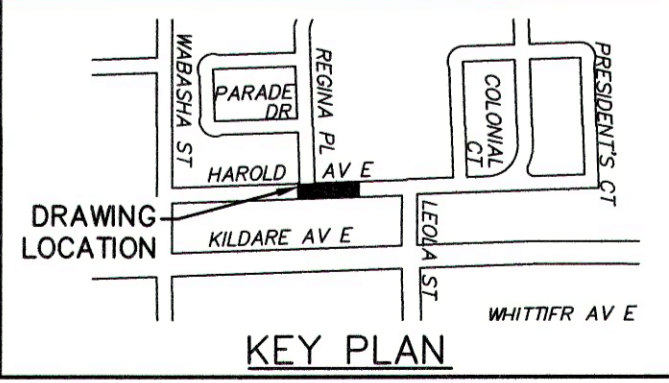 WABASHA ST
PARADE
DR
REGINA PL
COLONIAL
CT
PRESIDENT'S CT
HAROLD AV E
DRAWING
LOCATION
KILDARE AV E
LEOLA ST
WHITTIFR AV E
KEY PLAN